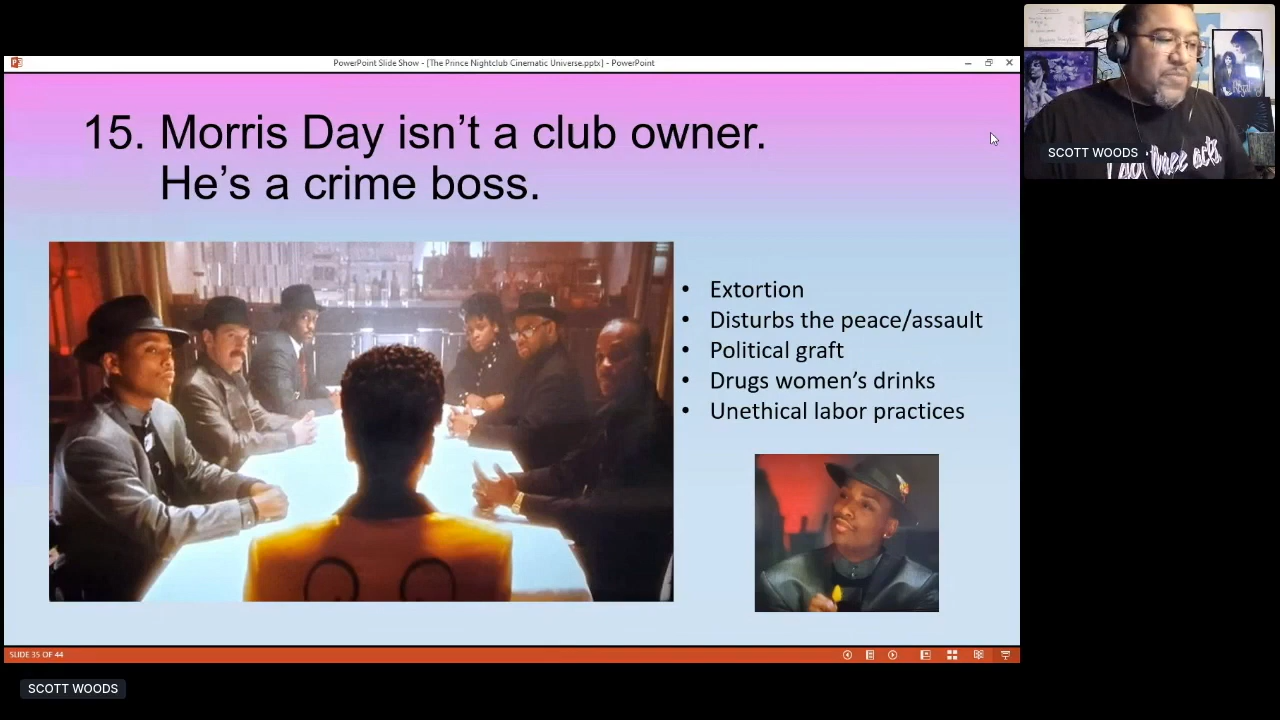 PowerPoint Slide Show - [The Prince Nightclub Cinematic Universe.pptx] - PowerPoint
15. Morris Day isn't a club owner.
He's a crime boss.
• Extortion
• Disturbs the peace/assault
• Political graft
• Drugs women's drinks
• Unethical labor practices
SLIDE 35 OF 44
SCOTT WOODS
SCOTT WOODS